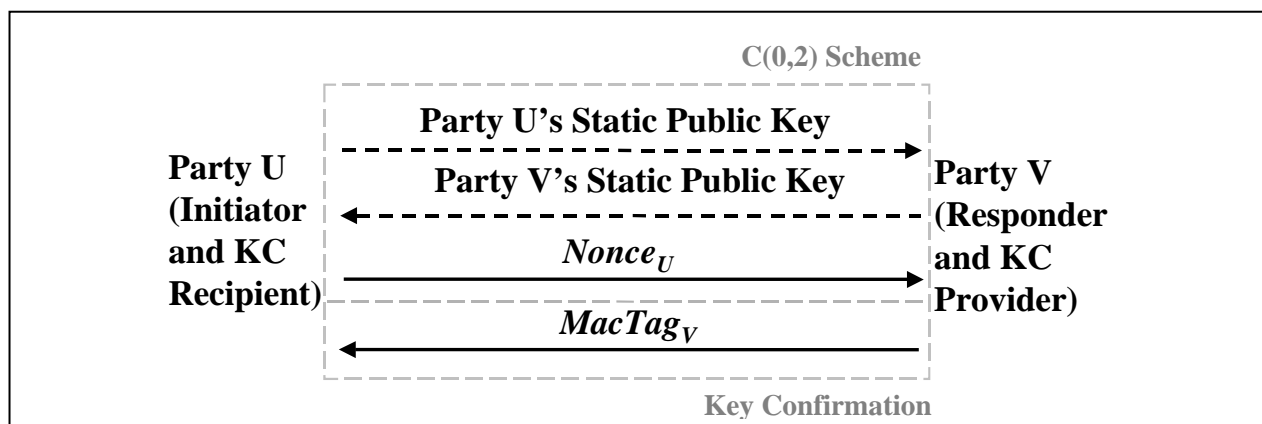 C(0,2) Scheme
Party U's Static Public Key
Party U
(Initiator
and KC
Recipient)
Party V's Static Public Key
Party V
(Responder
and KC
Provider)
Nonce_U
MacTag_V
Key Confirmation